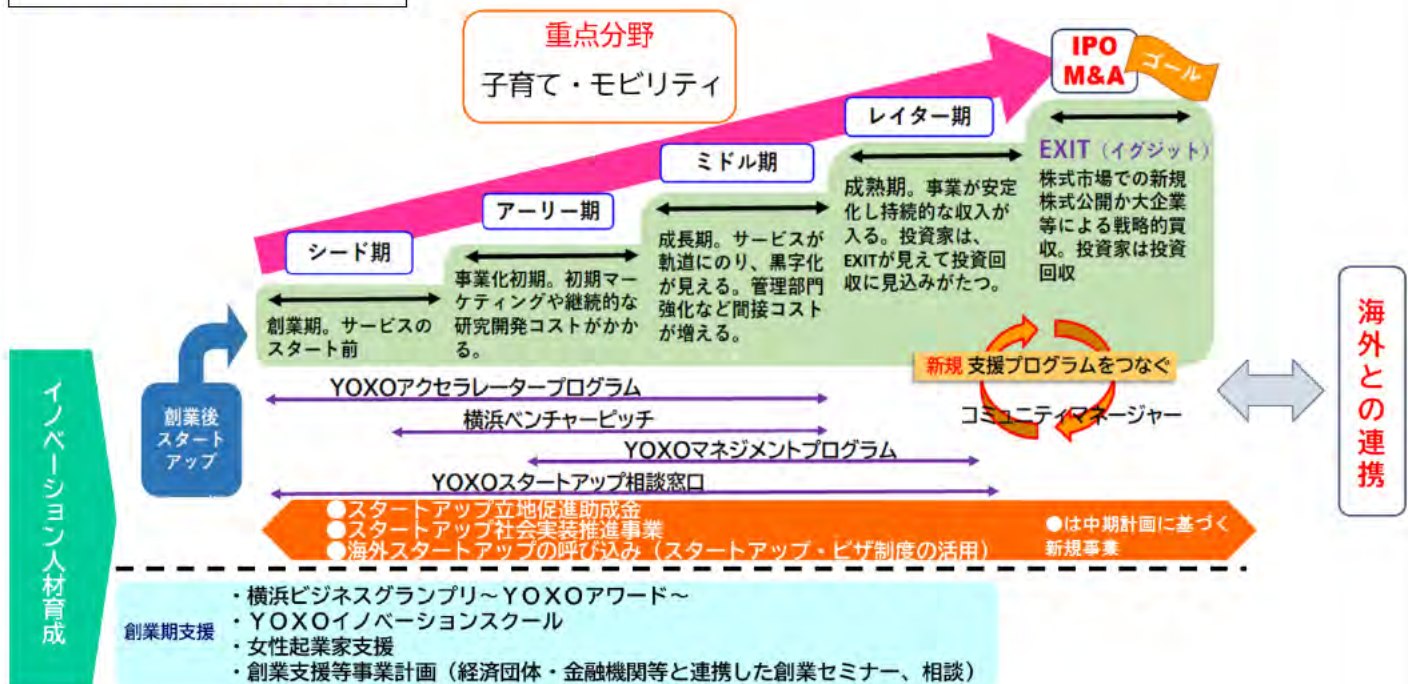 重点分野
子育て・モビリティ
IPO
M&A
ゴール
レイター期
ミドル期
アーリー期
シード期
EXIT（イグジット）
株式市場での新規
株式公開か大企業
等による戦略的買
収。投資家は投資
回収
成熟期。事業が安定
化し持続的な収入が
入る。投資家は、
EXITが見えて投資回
収に見込みがたつ。
成長期。サービスが
軌道にのり、黒字化
が見える。管理部門
強化など間接コスト
が増える。
事業化初期。初期マー
ケティングや継続的な
研究開発コストがかか
る。
創業期。サービスの
スタート前
創業後
スタート
アップ
新規 支援プログラムをつなぐ
コミュニティマネージャー
海外との連携
YOXOアクセラレータープログラム
横浜ベンチャーピッチ
YOXOマネジメントプログラム
YOXOスタートアップ相談窓口
●スタートアップ立地促進助成金
●スタートアップ社会実装推進事業
●海外スタートアップの呼び込み（スタートアップ・ビザ制度の活用）
●は中期計画に基づく
新規事業
イノベーション人材育成
創業期支援
・横浜ビジネスグランプリ～ＹＯＸＯアワード～
・ＹＯＸＯイノベーションスクール
・女性起業家支援
・創業支援等事業計画（経済団体・金融機関等と連携した創業セミナー、相談）